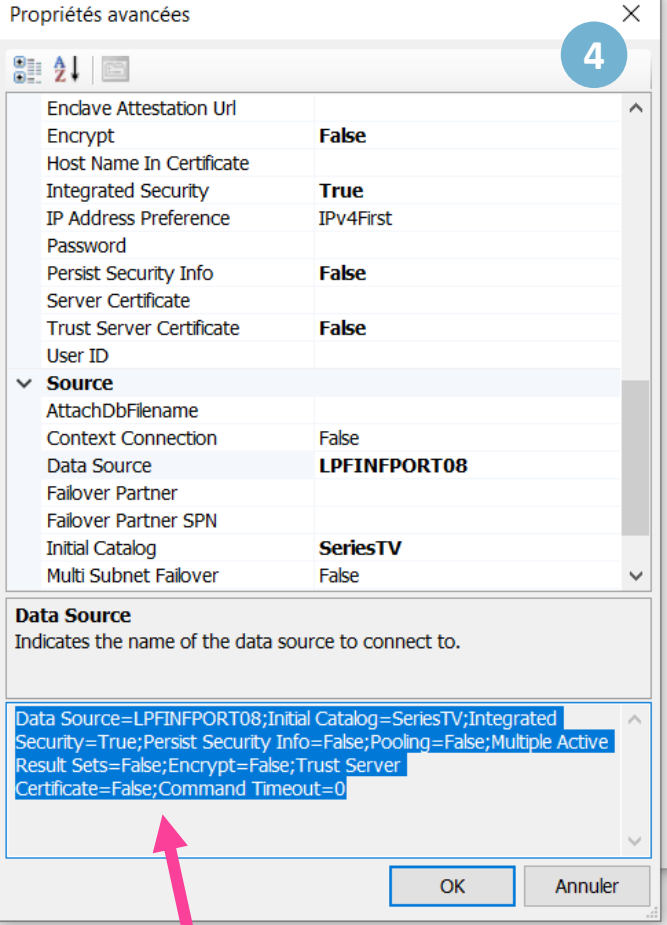 Propriétés avancées
4
Enclave Attestation Url
Encrypt False
Host Name In Certificate
Integrated Security True
IP Address Preference IPv4First
Password
Persist Security Info False
Server Certificate
Trust Server Certificate False
User ID
Source
AttachDbFilename
Context Connection False
Data Source LPFINFPORT08
Failover Partner
Failover Partner SPN
Initial Catalog SeriesTV
Multi Subnet Failover False
Data Source
Indicates the name of the data source to connect to.
Data Source=LPFINFPORT08;Initial Catalog=SeriesTV;Integrated
Security=True;Persist Security Info=False;Pooling=False;Multiple Active
Result Sets=False;Encrypt=False;Trust Server
Certificate=False;Command Timeout=0
OK Annuler